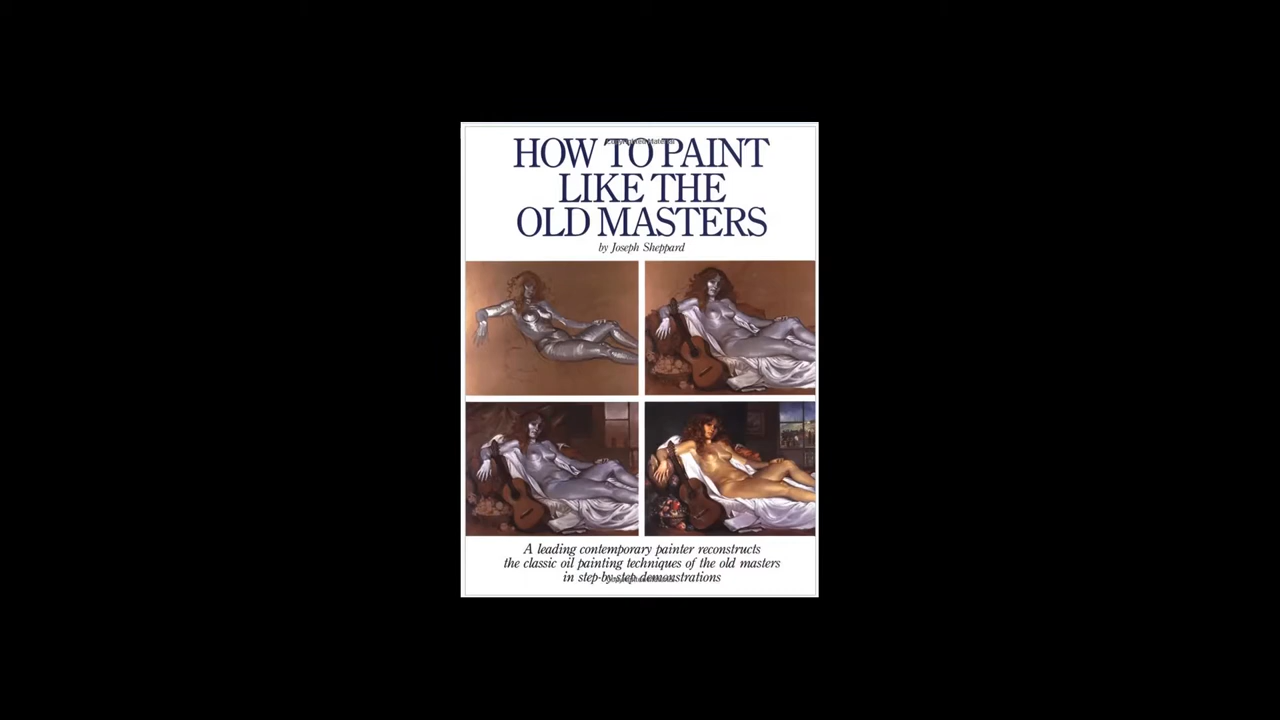 HOW TO PAINT
LIKE THE
OLD MASTERS
by Joseph Sheppard
A leading contemporary painter reconstructs
the classic oil painting techniques of the old masters
in step-by-step demonstrations